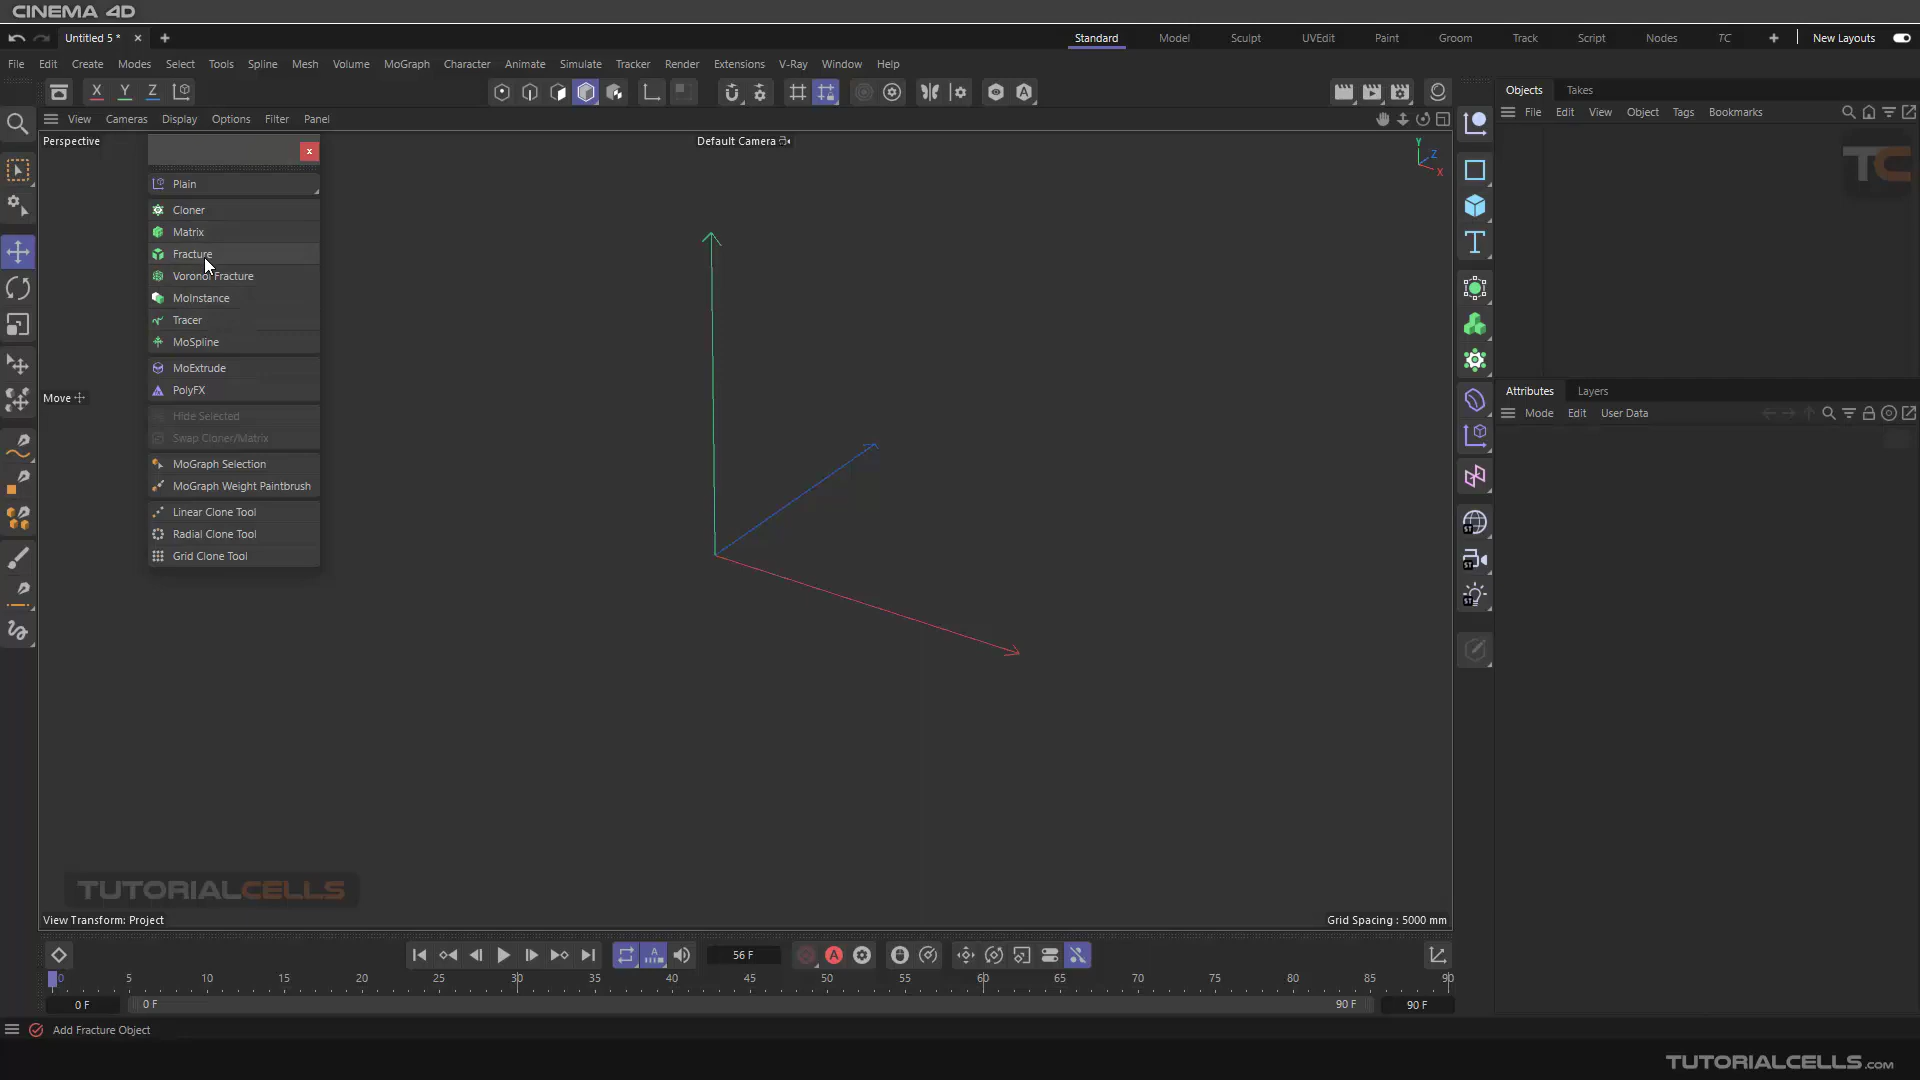 CINEMA 4D
Untitled 5 *
Standard
Model
Sculpt
UVEdit
Paint
Groom
Track
Script
Nodes
TC
New Layouts
File Edit Create Modes Select Tools Spline Mesh Volume MoGraph Character Animate Simulate Tracker Render Extensions V-Ray Window Help
X Y Z
Objects Takes
File Edit View Object Tags Bookmarks
View Cameras Display Options Filter Panel
Perspective
Default Camera
Y
Z
X
TC
Plain
Cloner
Matrix
Fracture
Voronoi Fracture
MoInstance
Tracer
MoSpline
MoExtrude
PolyFX
Hide Selected
Swap Cloner/Matrix
MoGraph Selection
MoGraph Weight Paintbrush
Linear Clone Tool
Radial Clone Tool
Grid Clone Tool
Move
Attributes Layers
Mode Edit User Data
ST
ST
ST
TUTORIALCELLS
View Transform: Project
Grid Spacing : 5000 mm
56 F
0 5 10 15 20 25 30 35 40 45 50 55 60 65 70 75 80 85 90
0 F
0 F
90 F
90 F
Add Fracture Object
TUTORIALCELLS.com